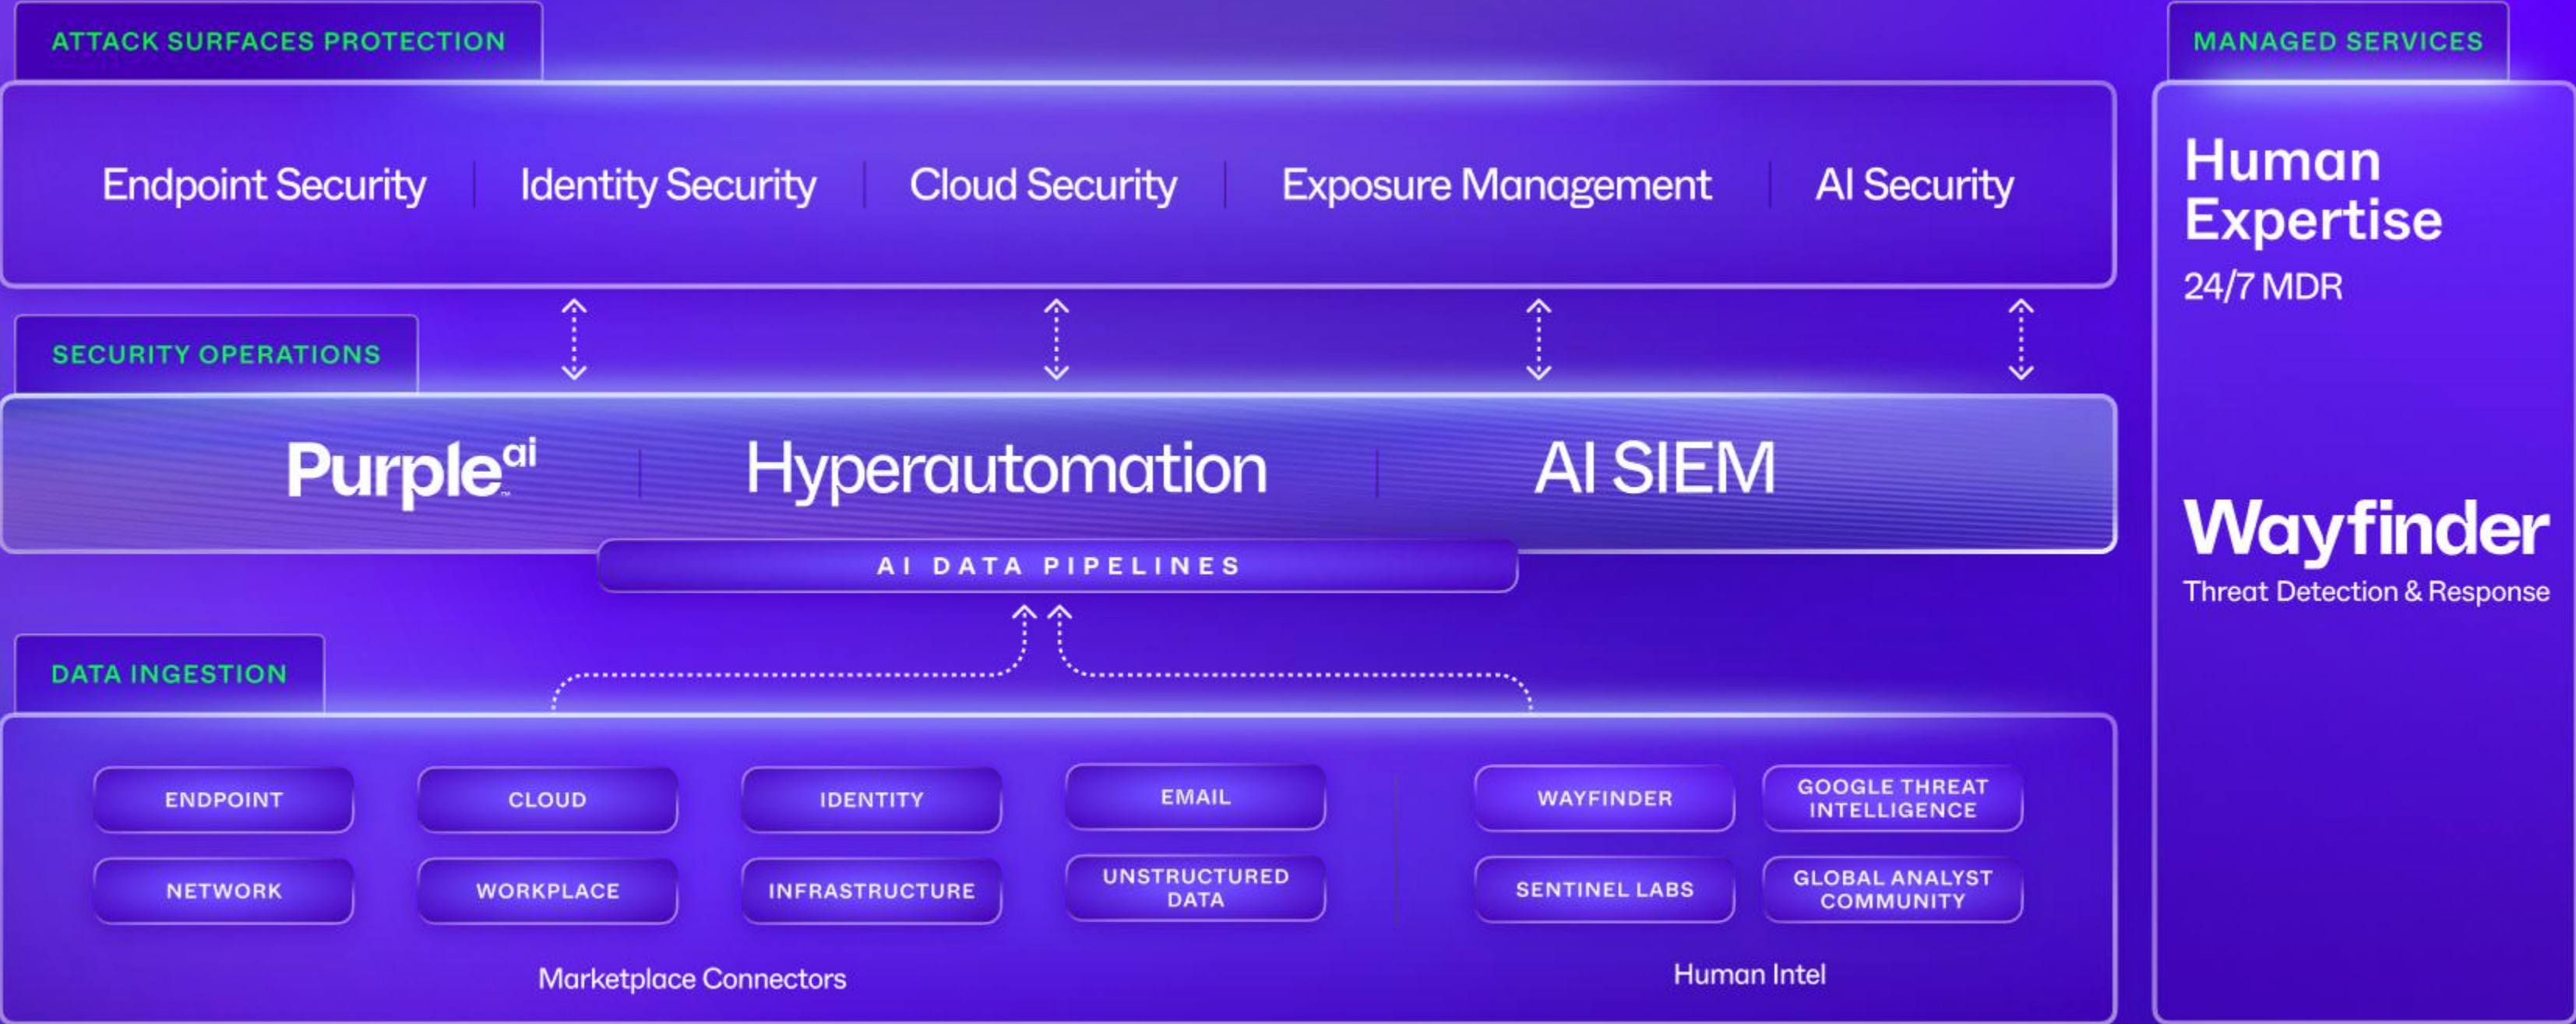 ATTACK SURFACES PROTECTION
Endpoint Security
Identity Security
Cloud Security
Exposure Management
AI Security
SECURITY OPERATIONS
Purple ai™
Hyperautomation
AI SIEM
AI DATA PIPELINES
DATA INGESTION
ENDPOINT
CLOUD
IDENTITY
EMAIL
NETWORK
WORKPLACE
INFRASTRUCTURE
UNSTRUCTURED
DATA
Marketplace Connectors
WAYFINDER
GOOGLE THREAT
INTELLIGENCE
SENTINEL LABS
GLOBAL ANALYST
COMMUNITY
Human Intel
MANAGED SERVICES
Human
Expertise
24/7 MDR
Wayfinder
Threat Detection & Response